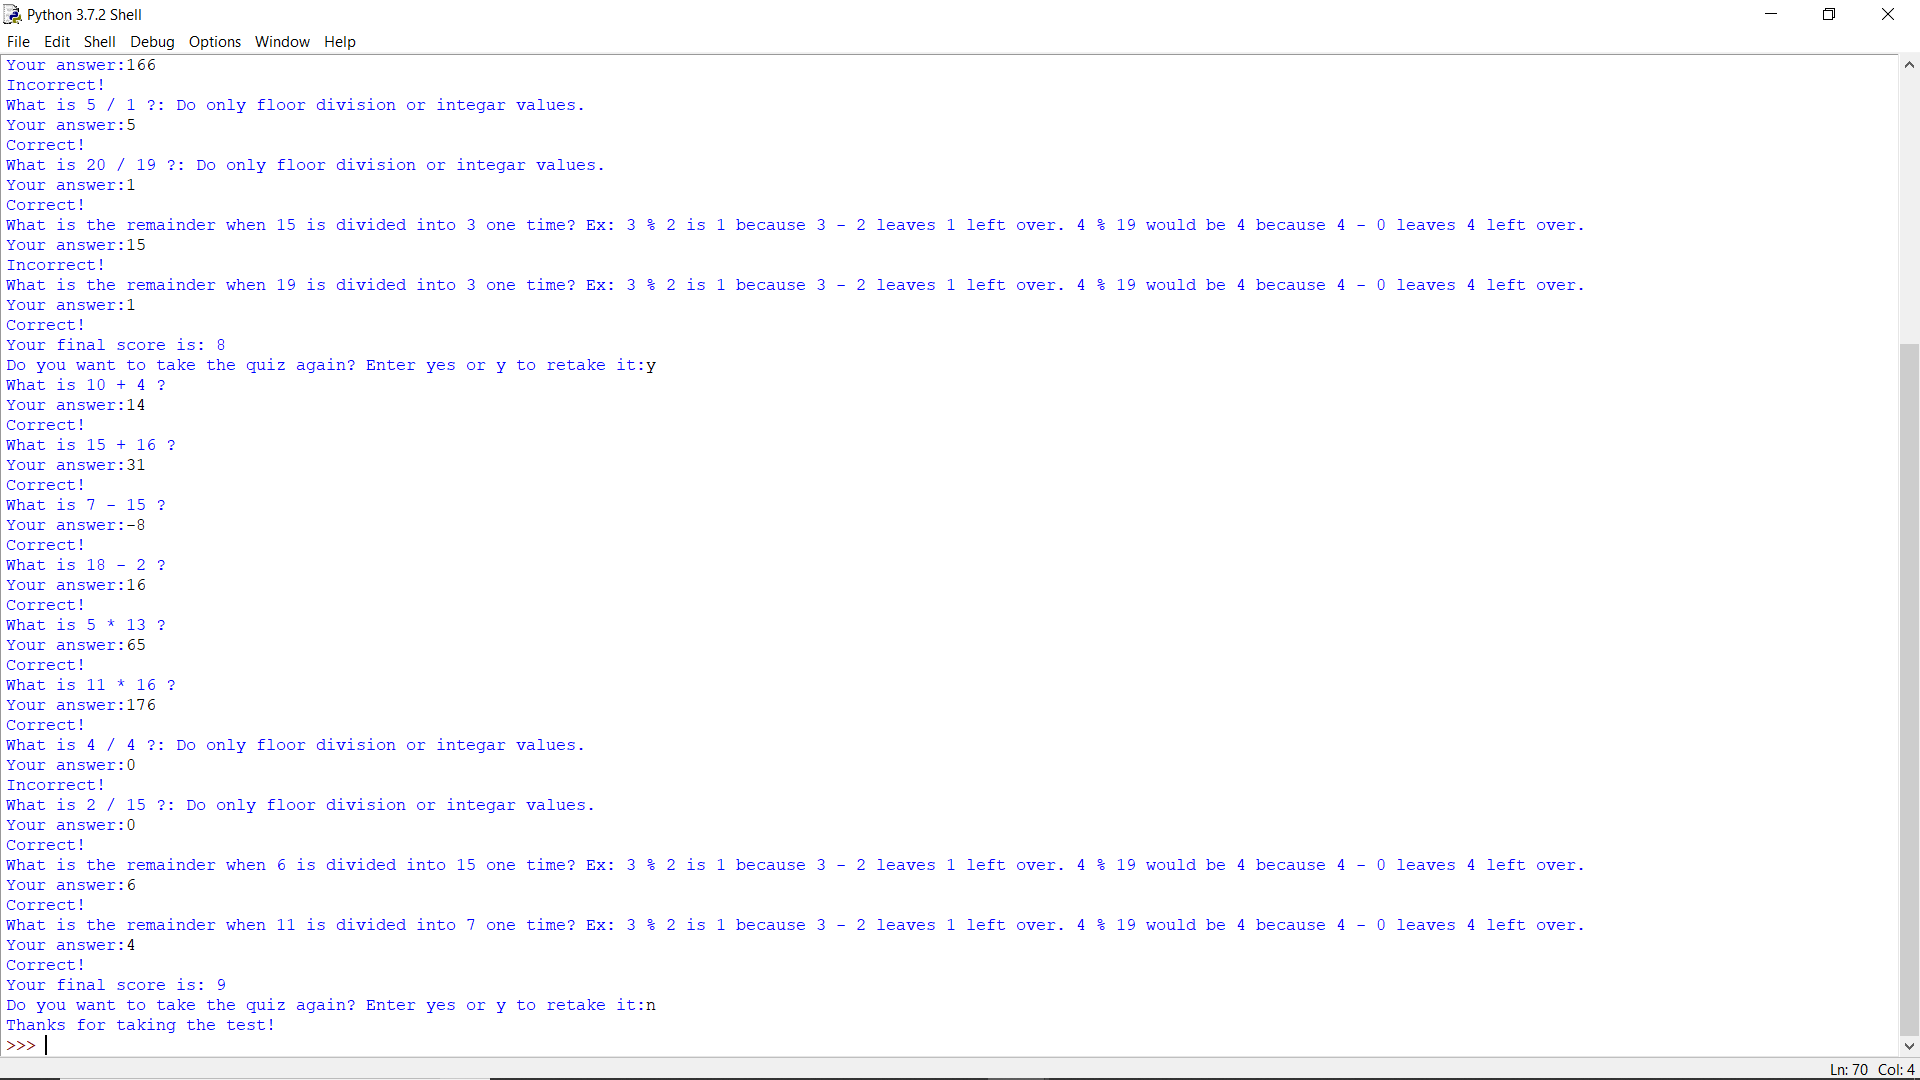 Python 3.7.2 Shell
File Edit Shell Debug Options Window Help
Your answer:166
Incorrect!
What is 5 / 1 ?: Do only floor division or integar values.
Your answer:5
Correct!
What is 20 / 19 ?: Do only floor division or integar values.
Your answer:1
Correct!
What is the remainder when 15 is divided into 3 one time? Ex: 3 % 2 is 1 because 3 - 2 leaves 1 left over. 4 % 19 would be 4 because 4 - 0 leaves 4 left over.
Your answer:15
Incorrect!
What is the remainder when 19 is divided into 3 one time? Ex: 3 % 2 is 1 because 3 - 2 leaves 1 left over. 4 % 19 would be 4 because 4 - 0 leaves 4 left over.
Your answer:1
Correct!
Your final score is: 8
Do you want to take the quiz again? Enter yes or y to retake it:y
What is 10 + 4 ?
Your answer:14
Correct!
What is 15 + 16 ?
Your answer:31
Correct!
What is 7 - 15 ?
Your answer:-8
Correct!
What is 18 - 2 ?
Your answer:16
Correct!
What is 5 * 13 ?
Your answer:65
Correct!
What is 11 * 16 ?
Your answer:176
Correct!
What is 4 / 4 ?: Do only floor division or integar values.
Your answer:0
Incorrect!
What is 2 / 15 ?: Do only floor division or integar values.
Your answer:0
Correct!
What is the remainder when 6 is divided into 15 one time? Ex: 3 % 2 is 1 because 3 - 2 leaves 1 left over. 4 % 19 would be 4 because 4 - 0 leaves 4 left over.
Your answer:6
Correct!
What is the remainder when 11 is divided into 7 one time? Ex: 3 % 2 is 1 because 3 - 2 leaves 1 left over. 4 % 19 would be 4 because 4 - 0 leaves 4 left over.
Your answer:4
Correct!
Your final score is: 9
Do you want to take the quiz again? Enter yes or y to retake it:n
Thanks for taking the test!
>>>
Ln: 70 Col: 4